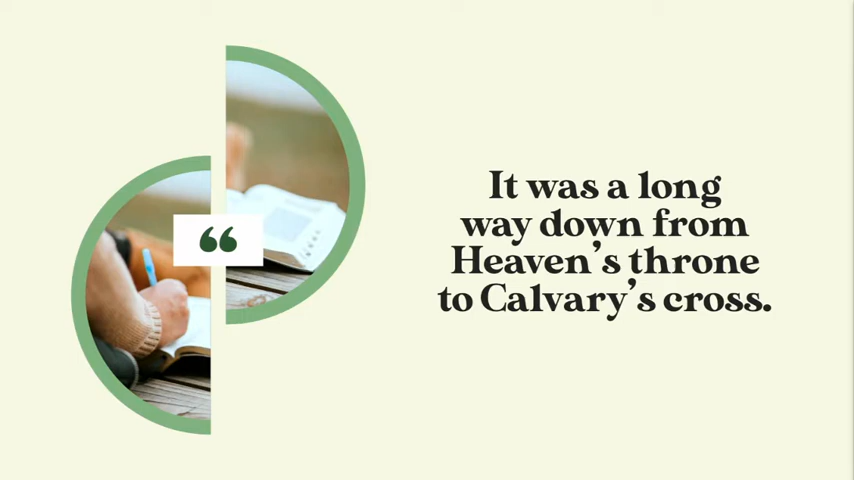 “
It was a long
way down from
Heaven’s throne
to Calvary’s cross.